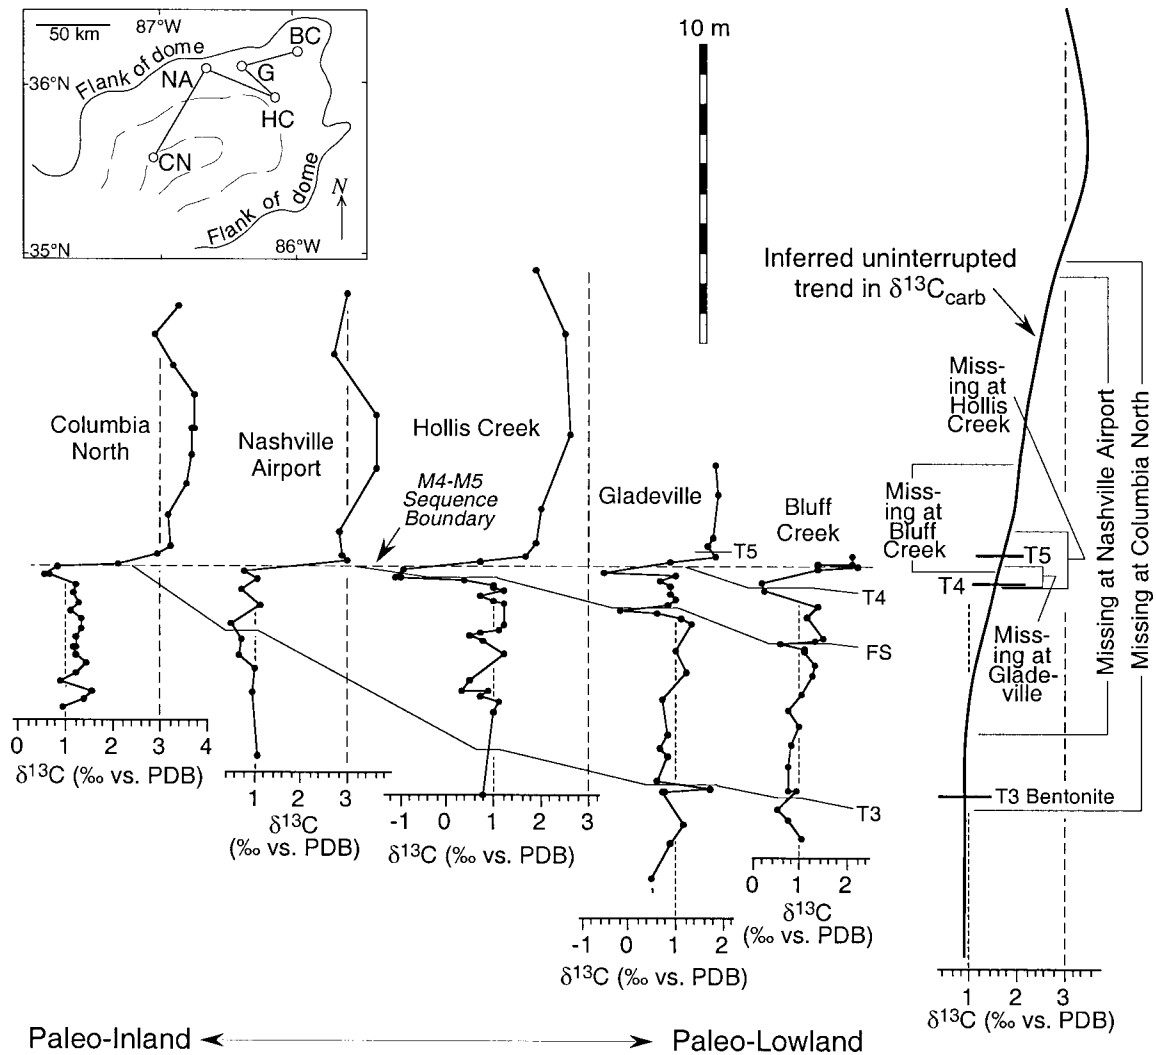 50 km
87°W
BC
Flank of dome
NA
G
36°N
HC
CN
N
Flank of dome
35°N
86°W
10 m
Inferred uninterrupted
trend in δ13Ccarb
Columbia
North
Nashville
Airport
Hollis Creek
M4-M5
Sequence
Boundary
Gladeville
Bluff
Creek
T5
T4
FS
T3
Miss-
ing at
Hollis
Creek
Miss-
ing at
Bluff
Creek
T5
T4
Miss-
ing at
Glade-
ville
Missing at Nashville Airport
Missing at Columbia North
T3 Bentonite
0 1 2 3 4
δ13C (‰ vs. PDB)
1 2 3
δ13C
(‰ vs. PDB)
-1 0 1 2 3
δ13C (‰ vs. PDB)
-1 0 1 2
δ13C (‰ vs. PDB)
0 1 2
δ13C
(‰ vs. PDB)
1 2 3
δ13C (‰ vs. PDB)
Paleo-Inland
Paleo-Lowland